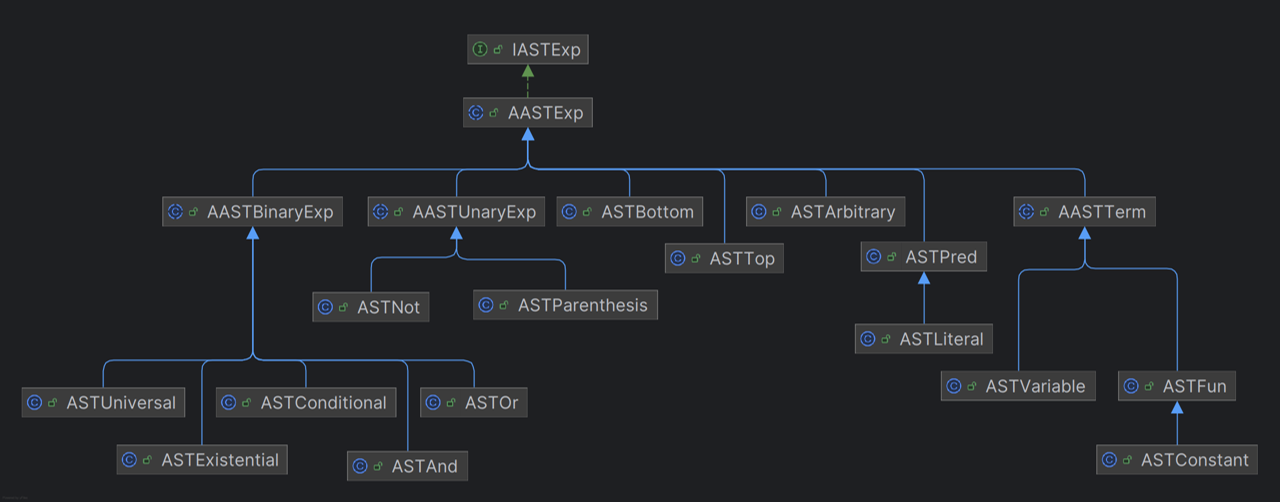 IASTExp
AASTExp
AASTBinaryExp
AASTUnaryExp
ASTBottom
ASTArbitrary
AASTTerm
ASTTop
ASTPred
ASTNot
ASTParenthesis
ASTLiteral
ASTVariable
ASTFun
ASTUniversal
ASTConditional
ASTOr
ASTExistential
ASTAnd
ASTConstant